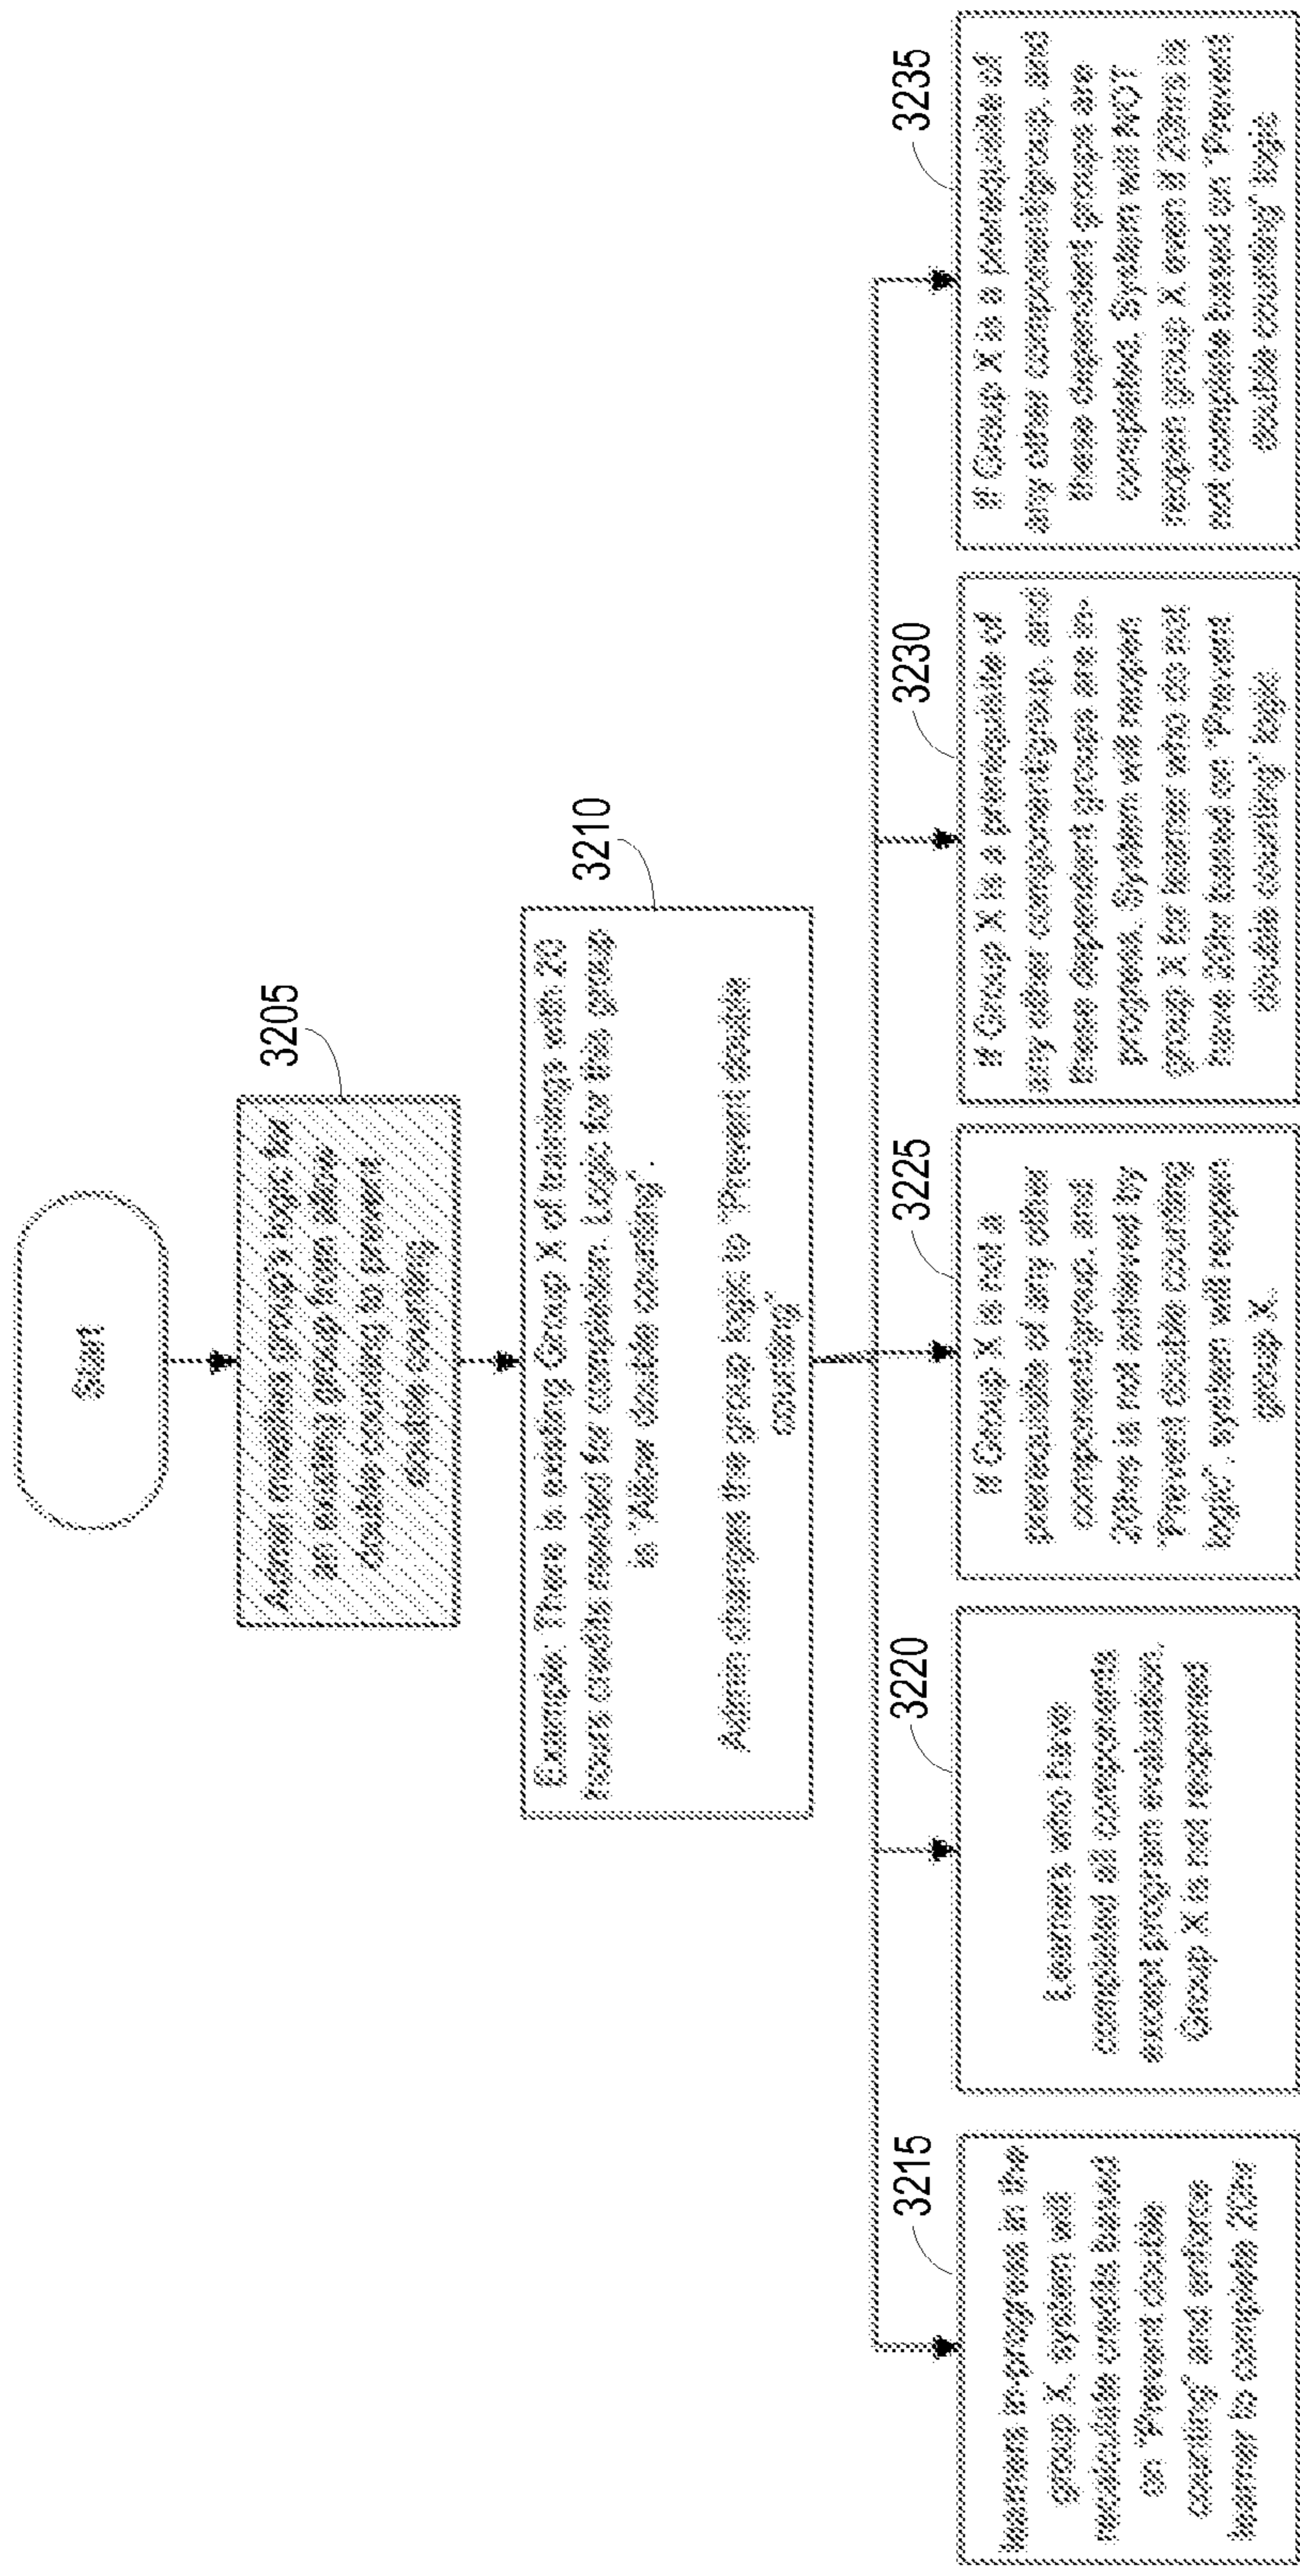 Start
3205
Admin modifies group's logic for
an existing group from allow
double counting to prevent
double counting
3210
Example: There is existing Group X of trainings with 20
hours credits needed for completion. Logic for this group
is "Allow double counting".
Admin changes the group logic to "Prevent double
counting"
3215
learners in-progress in the
group X, system will
recalculate credits based
on "Prevent double
counting" and enforce
learner to complete 20hr
3220
Learners who have
completed all components
except program evaluation,
Group X is not reopened
3225
If Group X is not a
prerequisite of any other
component/group, and
20hrs is not achieved by
"Prevent double counting
logic", system will reopen
group X.
3230
If Group X is a prerequisite of
any other component/group, and
these dependent groups are in-
progress, System will reopen
group X for learner who do not
have 20hr based on "Prevent
double counting" logic
3235
If Group X is a prerequisite of
any other component/group, and
these dependent groups are
completed, System will NOT
reopen group X even if 20hrs is
not complete based on "Prevent
double counting" logic